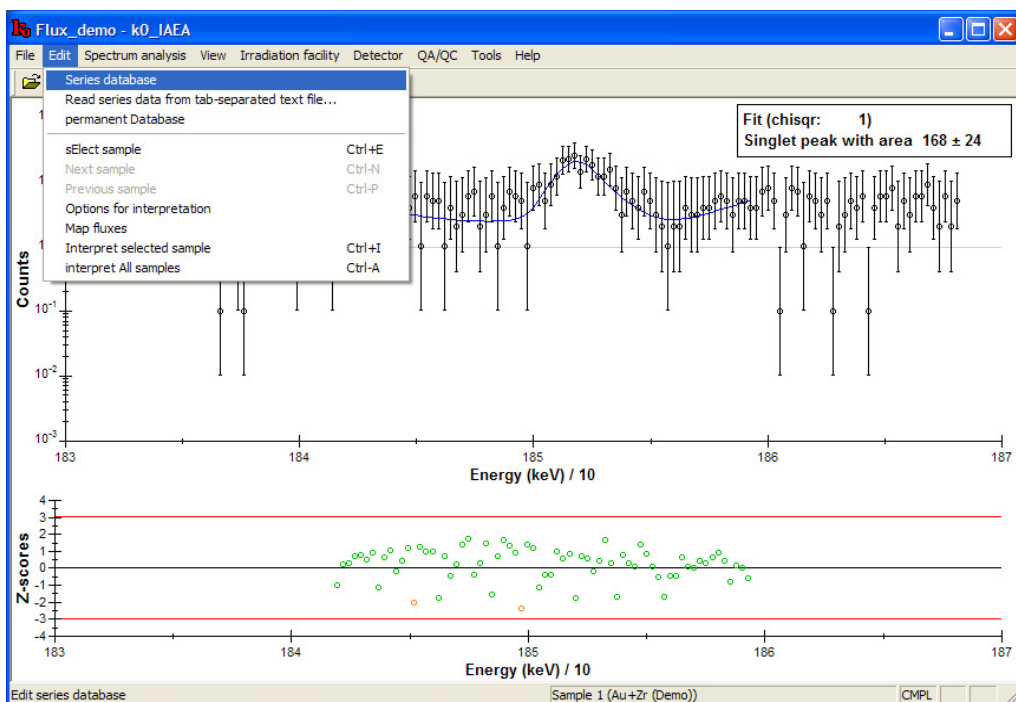 Flux_demo - k0_IAEA
File Edit Spectrum analysis View Irradiation facility Detector QA/QC Tools Help
Series database
Read series data from tab-separated text file...
permanent Database
sElect sample Ctrl+E
Next sample Ctrl-N
Previous sample Ctrl-P
Options for interpretation
Map fluxes
Interpret selected sample Ctrl+I
interpret All samples Ctrl-A
Fit (chisqr: 1)
Singlet peak with area 168 ± 24
Counts
10-1
10-2
10-3
183 184 185 186 187
Energy (keV) / 10
Z-scores
4
3
2
1
0
-1
-2
-3
-4
183 184 185 186 187
Energy (keV) / 10
Edit series database Sample 1 (Au+Zr (Demo)) CMPL